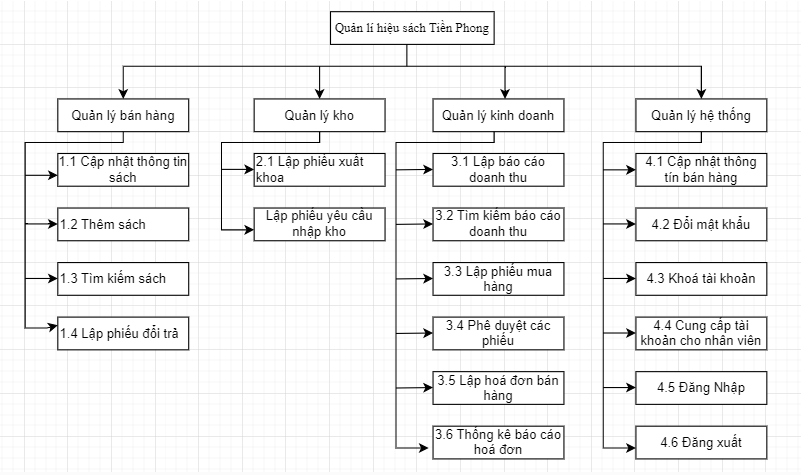 Quản lí hiệu sách Tiền Phong
Quản lý bán hàng
Quản lý kho
Quản lý kinh doanh
Quản lý hệ thống
1.1 Cập nhật thông tin
sách
1.2 Thêm sách
1.3 Tìm kiếm sách
1.4 Lập phiếu đổi trả
2.1 Lập phiếu xuất
khoa
Lập phiếu yêu cầu
nhập kho
3.1 Lập báo cáo
doanh thu
3.2 Tìm kiếm báo cáo
doanh thu
3.3 Lập phiếu mua
hàng
3.4 Phê duyệt các
phiếu
3.5 Lập hoá đơn bán
hàng
3.6 Thống kê báo cáo
hoá đơn
4.1 Cập nhật thông
tín bán hàng
4.2 Đổi mật khẩu
4.3 Khoá tài khoản
4.4 Cung cấp tài
khoản cho nhân viên
4.5 Đăng Nhập
4.6 Đăng xuất